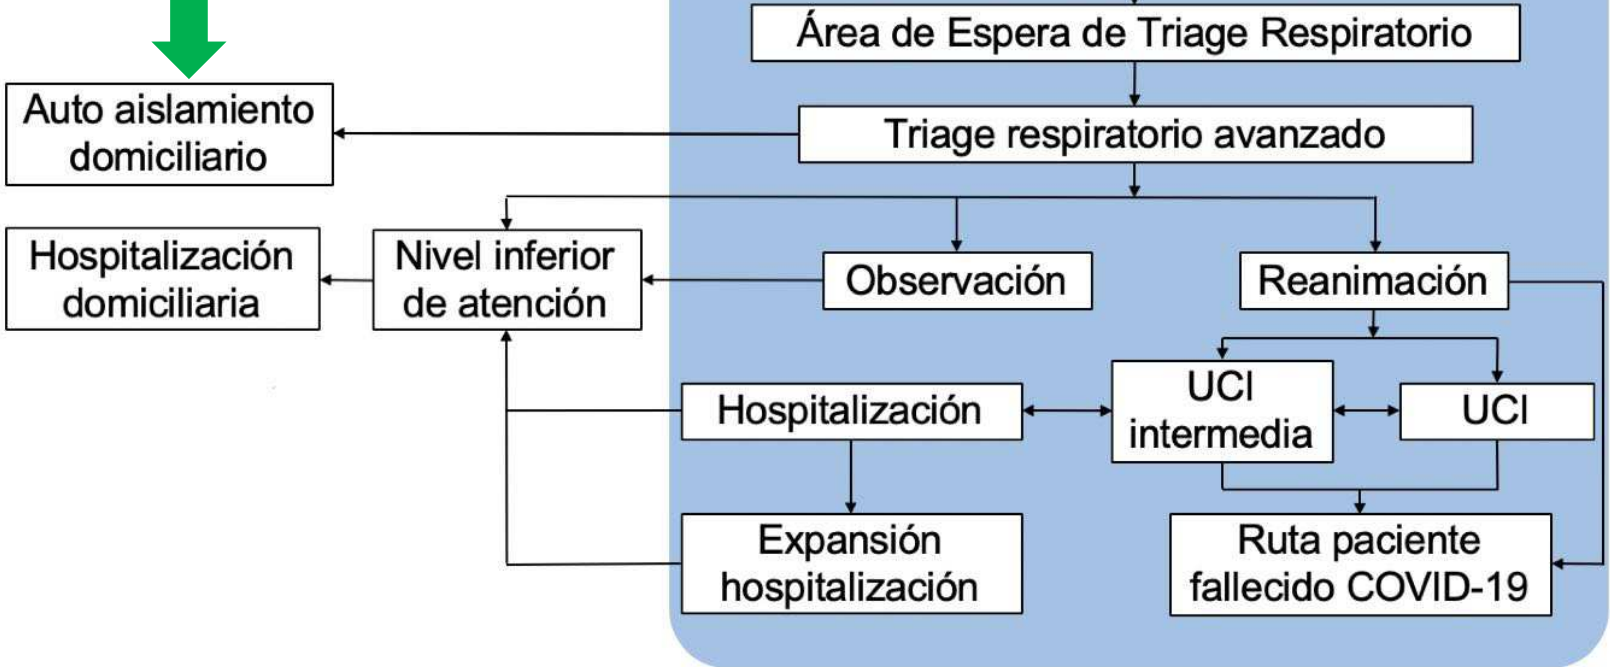 Área de Espera de Triage Respiratorio
Auto aislamiento
domiciliario
Triage respiratorio avanzado
Hospitalización
domiciliaria
Nivel inferior
de atención
Observación
Reanimación
Hospitalización
UCI
intermedia
UCI
Expansión
hospitalización
Ruta paciente
fallecido COVID-19